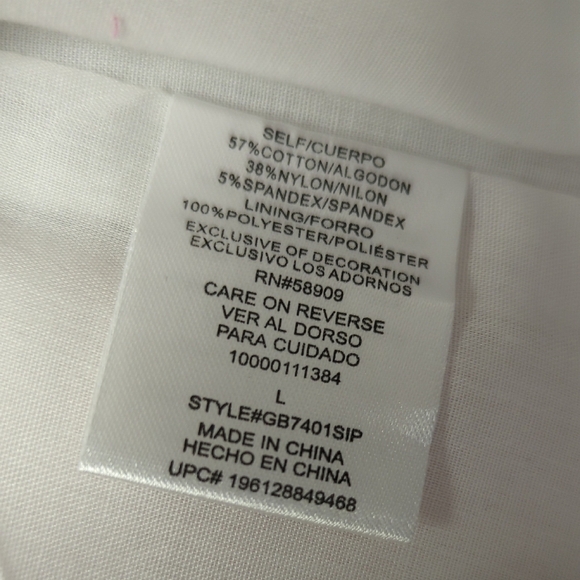 SELF/CUERPO
57%COTTON/ALGODON
38%NYLON/NILON
5%SPANDEX/SPANDEX
LINING/FORRO
100%POLYESTER/POLIÉSTER
EXCLUSIVE OF DECORATION
EXCLUSIVO LOS ADORNOS
RN#58909
CARE ON REVERSE
VER AL DORSO
PARA CUIDADO
10000111384
L
STYLE#GB7401SIP
MADE IN CHINA
HECHO EN CHINA
UPC# 196128849468